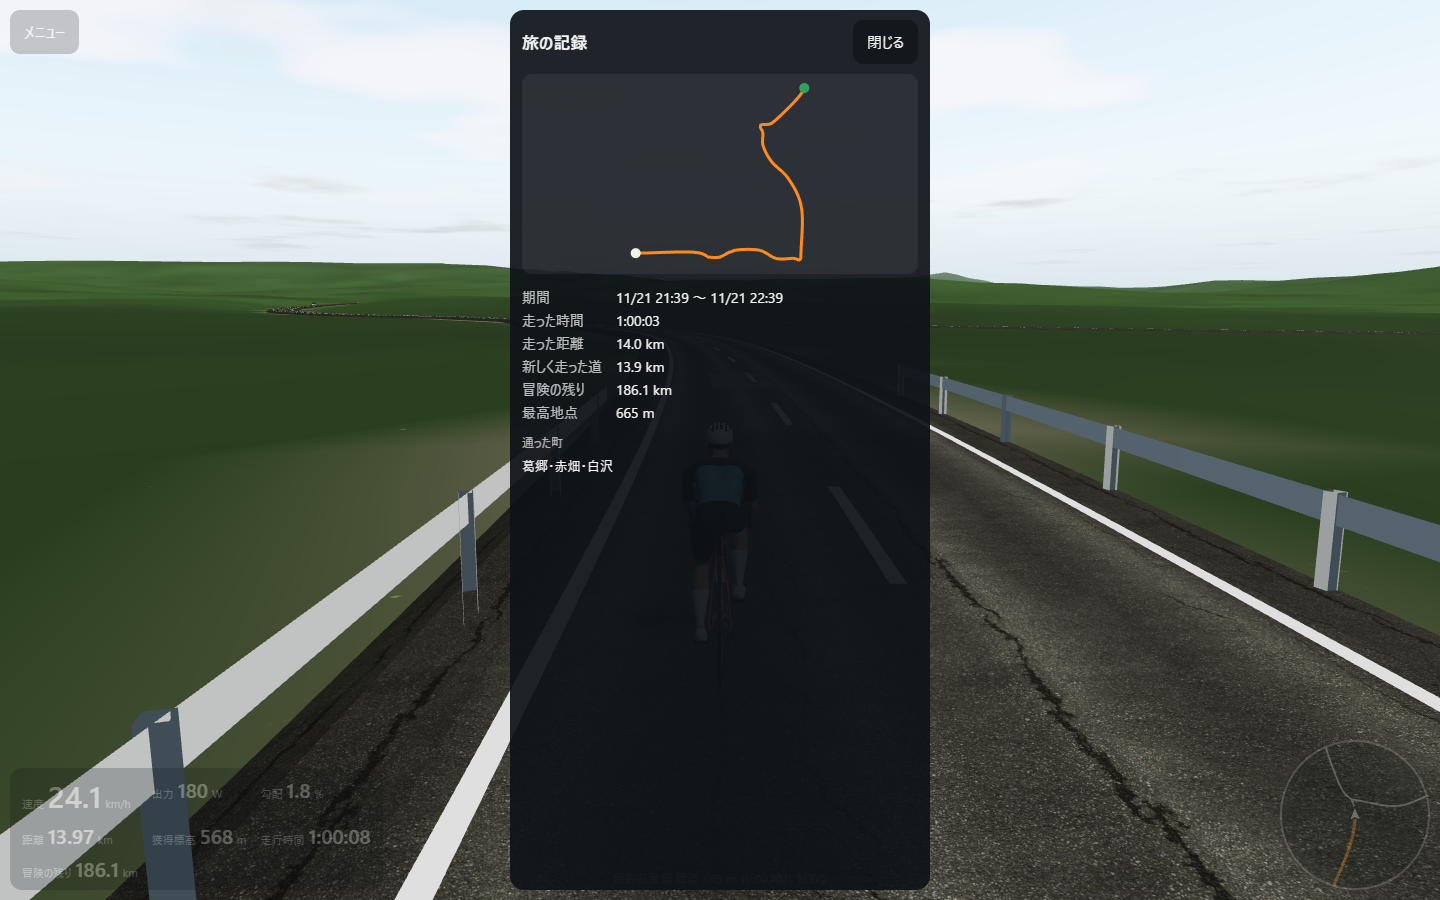 メニュー
旅の記録
閉じる
期間 11/21 21:39 〜 11/21 22:39
走った時間 1:00:03
走った距離 14.0 km
新しく走った道 13.9 km
冒険の残り 186.1 km
最高地点 665 m
通った町
葛郷・赤畑・白沢
速度 24.1 km/h 出力 180 W 勾配 1.8 %
距離 13.97 km 獲得標高 568 m 走行時間 1:00:08
冒険の残り 186.1 km